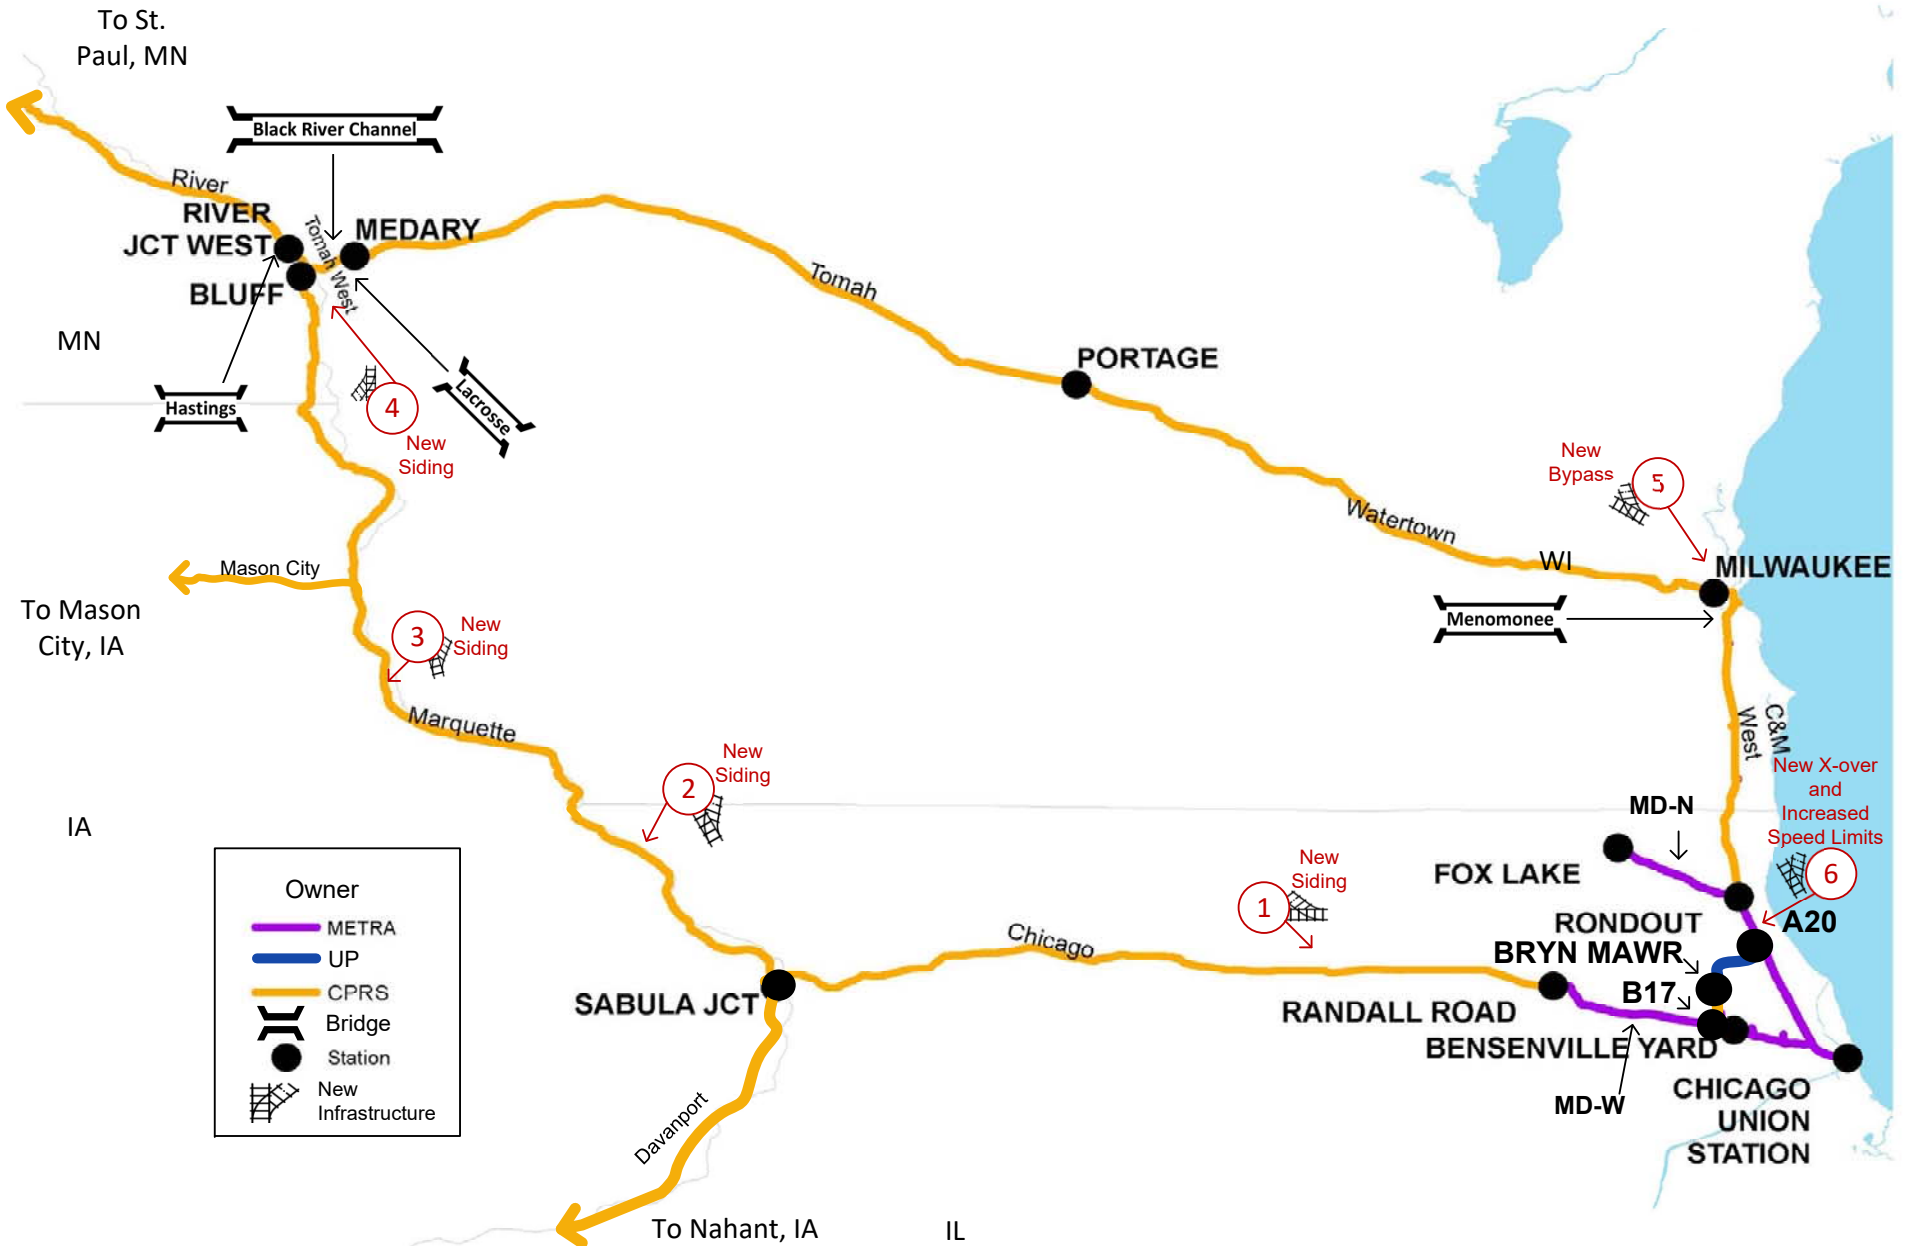 To St.
Paul, MN
Black River Channel
River
RIVER
JCT WEST
Tomah West
MEDARY
BLUFF
Tomah
MN
Hastings
Lacrosse
4
New
Siding
PORTAGE
New
Bypass
5
Watertown
WI
MILWAUKEE
Menomonee
Mason City
To Mason
City, IA
3
New
Siding
Marquette
C&M
West
New
Siding
2
New X-over
and
Increased
Speed Limits
6
MD-N
IA
FOX LAKE
New
Siding
1
A20
RONDOUT
BRYN MAWR
Chicago
B17
SABULA JCT
RANDALL ROAD
BENSENVILLE YARD
MD-W
CHICAGO
UNION
STATION
Davanport
To Nahant, IA
IL
Owner
METRA
UP
CPRS
Bridge
Station
New
Infrastructure